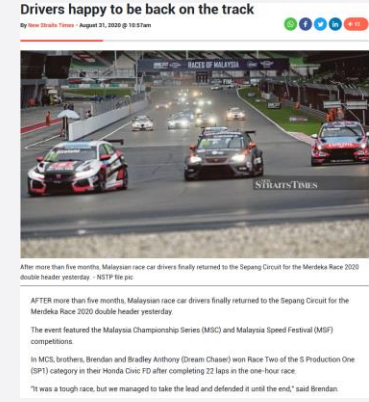 Drivers happy to be back on the track
By New Straits Times - August 31, 2020 @ 10:57am
RACES OF MALAYSIA
NEW STRAITS TIMES
After more than five months, Malaysian race car drivers finally returned to the Sepang Circuit for the Merdeka Race 2020
double header yesterday. - NSTP file pic
AFTER more than five months, Malaysian race car drivers finally returned to the Sepang Circuit for the
Merdeka Race 2020 double header yesterday.
The event featured the Malaysia Championship Series (MSC) and Malaysia Speed Festival (MSF)
competitions.
In MCS, brothers, Brendan and Bradley Anthony (Dream Chaser) won Race Two of the S Production One
(SP1) category in their Honda Civic FD after completing 22 laps in the one-hour race.
"It was a tough race, but we managed to take the lead and defended it until the end," said Brendan.